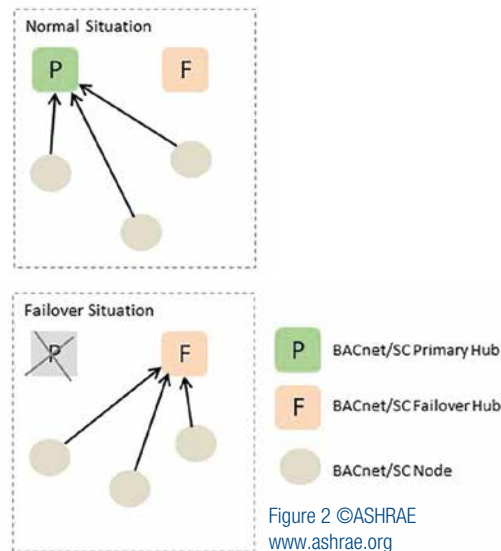 Normal Situation
P
F
Failover Situation
P
F
P BACnet/SC Primary Hub
F BACnet/SC Failover Hub
BACnet/SC Node
Figure 2 ©ASHRAE
www.ashrae.org